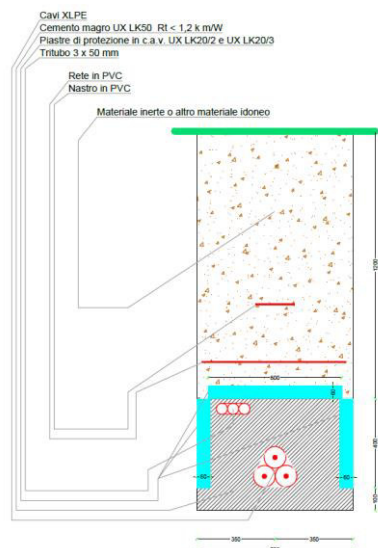 Cavi XLPE
Cemento magro UX LK50 Rt < 1,2 k m/W
Piastre di protezione in c.a.v. UX LK20/2 e UX LK20/3
Tritubo 3 x 50 mm
Rete in PVC
Nastro in PVC
Materiale inerte o altro materiale idoneo
1200
600
400
100
350
350